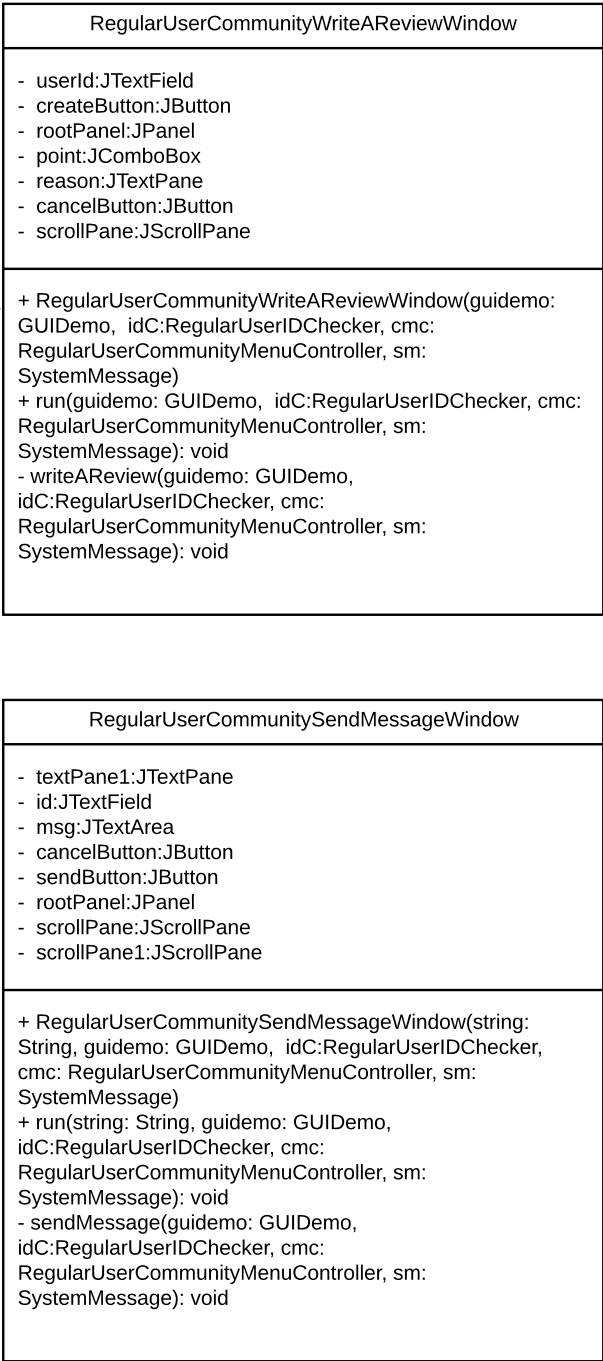 RegularUserCommunityWriteAReviewWindow
- userId:JTextField
- createButton:JButton
- rootPanel:JPanel
- point:JComboBox
- reason:JTextPane
- cancelButton:JButton
- scrollPane:JScrollPane
+ RegularUserCommunityWriteAReviewWindow(guidemo:
GUIDemo, idC:RegularUserIDChecker, cmc:
RegularUserCommunityMenuController, sm:
SystemMessage)
+ run(guidemo: GUIDemo, idC:RegularUserIDChecker, cmc:
RegularUserCommunityMenuController, sm:
SystemMessage): void
- writeAReview(guidemo: GUIDemo,
idC:RegularUserIDChecker, cmc:
RegularUserCommunityMenuController, sm:
SystemMessage): void
RegularUserCommunitySendMessageWindow
- textPane1:JTextPane
- id:JTextField
- msg:JTextArea
- cancelButton:JButton
- sendButton:JButton
- rootPanel:JPanel
- scrollPane:JScrollPane
- scrollPane1:JScrollPane
+ RegularUserCommunitySendMessageWindow(string:
String, guidemo: GUIDemo, idC:RegularUserIDChecker,
cmc: RegularUserCommunityMenuController, sm:
SystemMessage)
+ run(string: String, guidemo: GUIDemo,
idC:RegularUserIDChecker, cmc:
RegularUserCommunityMenuController, sm:
SystemMessage): void
- sendMessage(guidemo: GUIDemo,
idC:RegularUserIDChecker, cmc:
RegularUserCommunityMenuController, sm:
SystemMessage): void